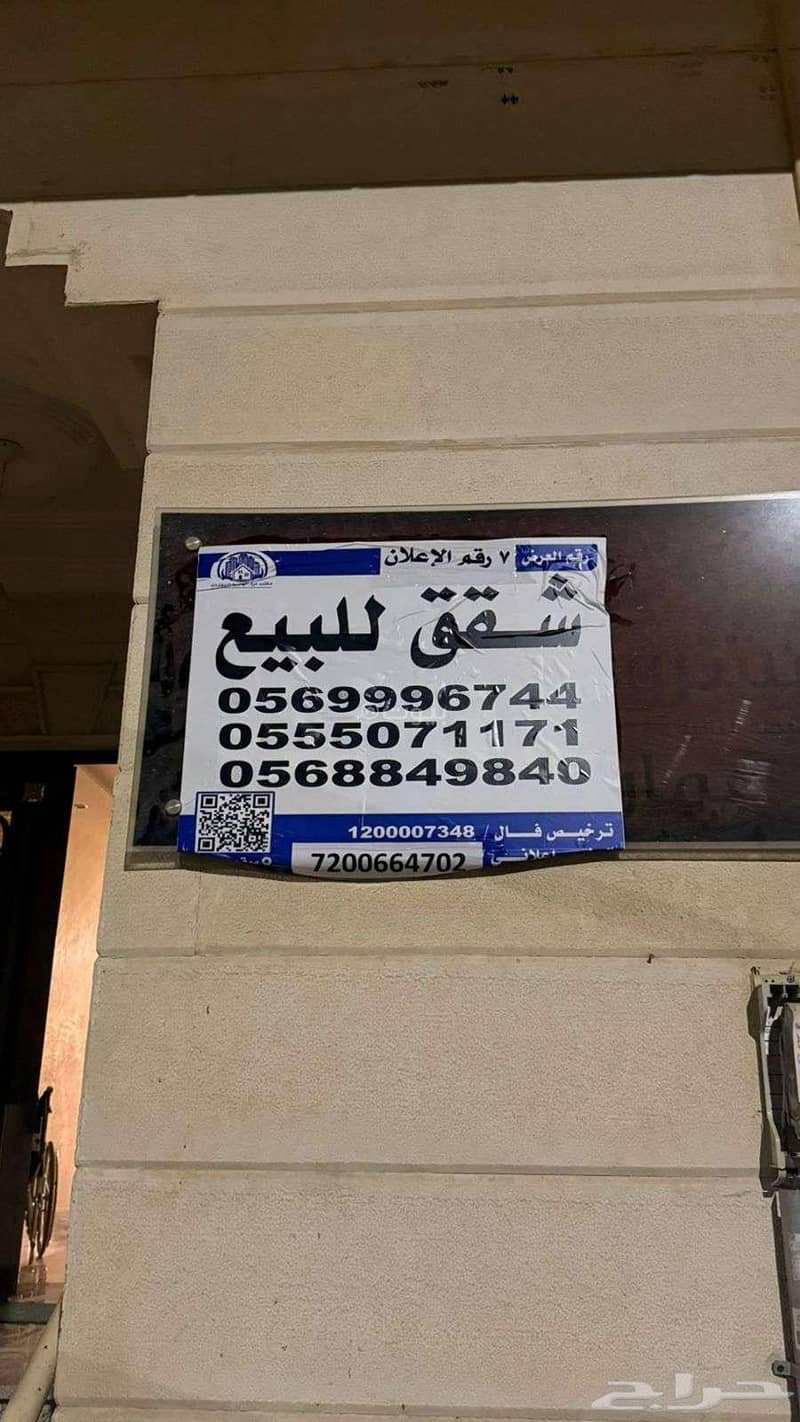 رقم العرض ٧ رقم الإعلان
شقق للبيع
0569996744
0555071171
0568849840
ترخيص فال / 1200007348
7200664702
حراج